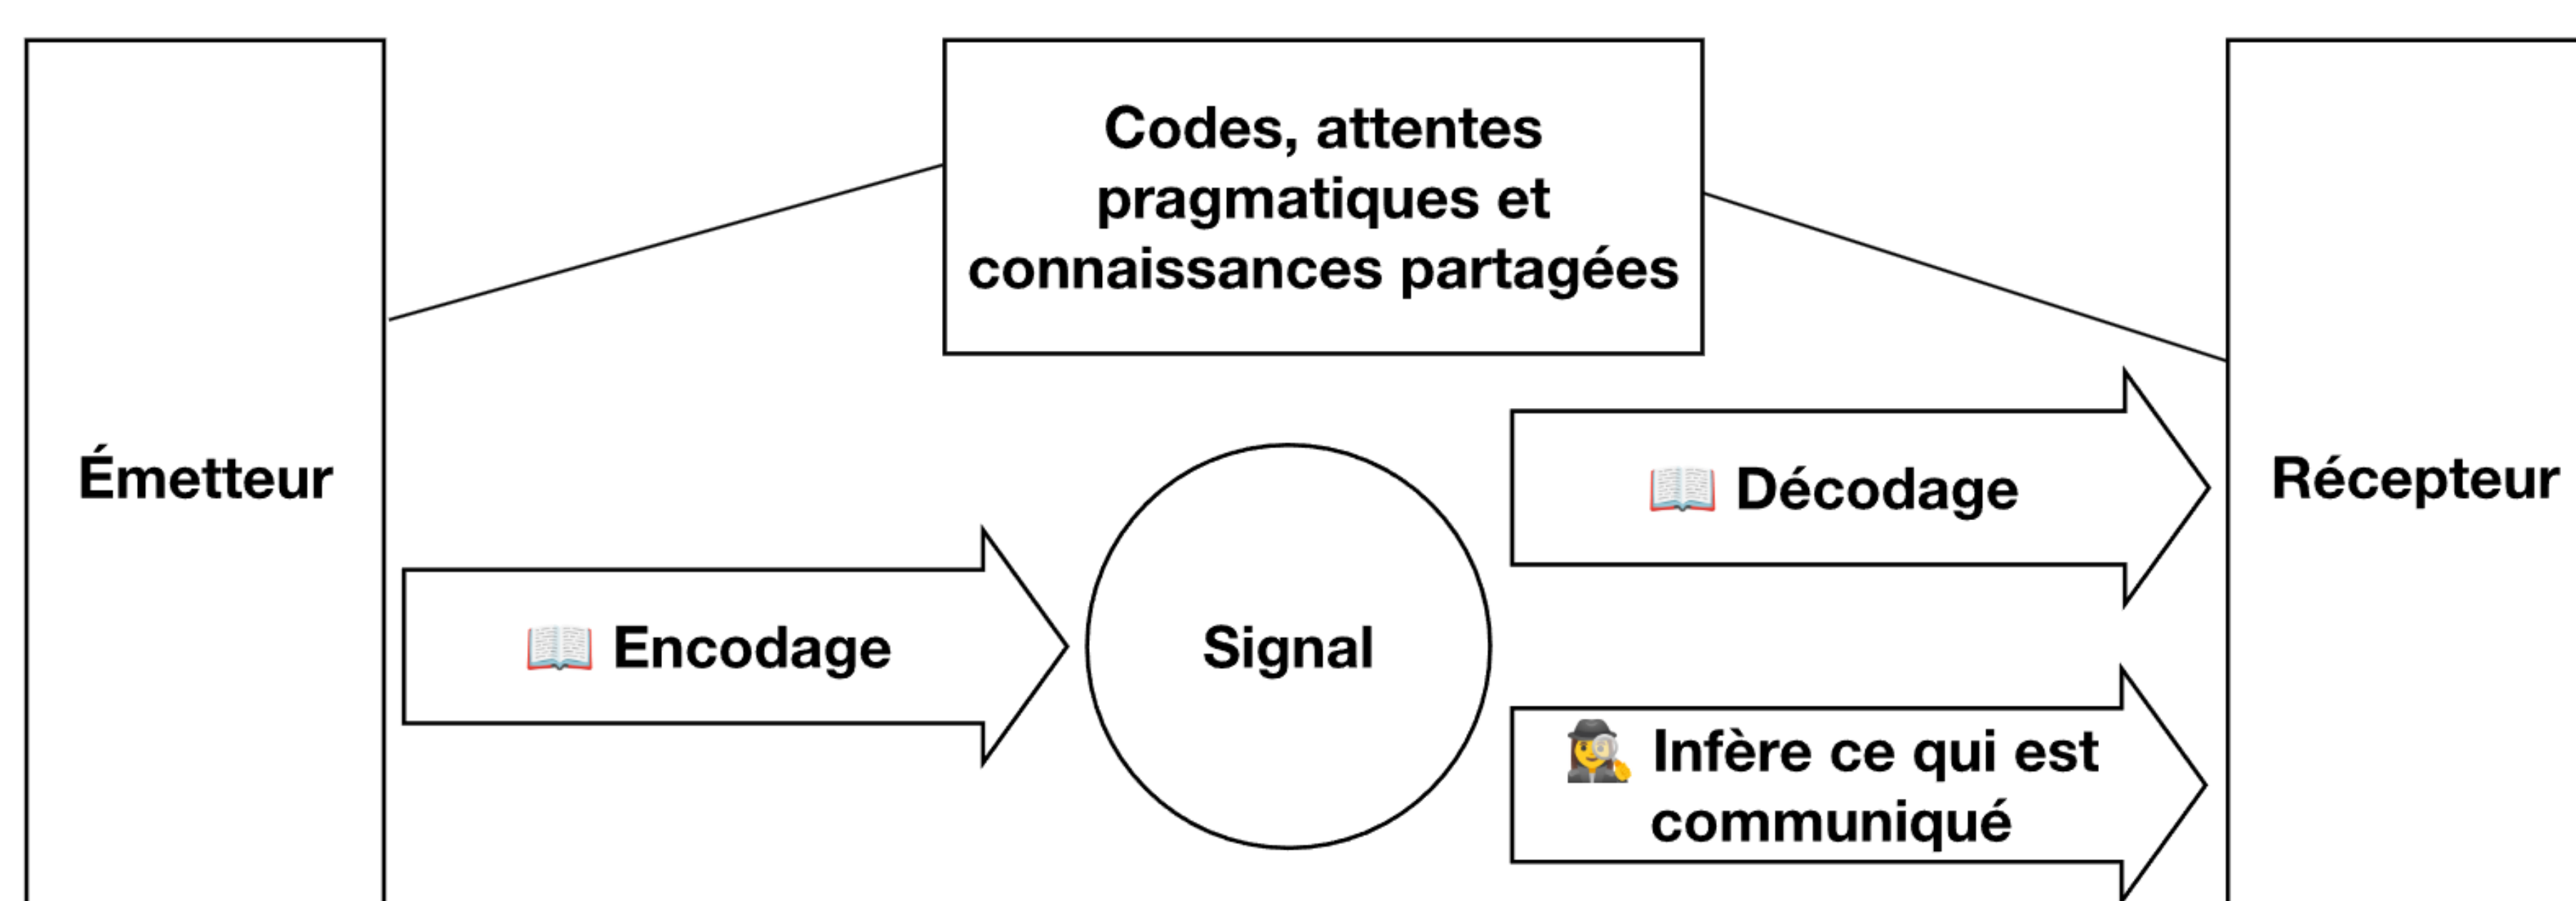 Codes, attentes
pragmatiques et
connaissances partagées
Émetteur
📖 Encodage
Signal
📖 Décodage
🕵️‍♀️ Infère ce qui est
communiqué
Récepteur